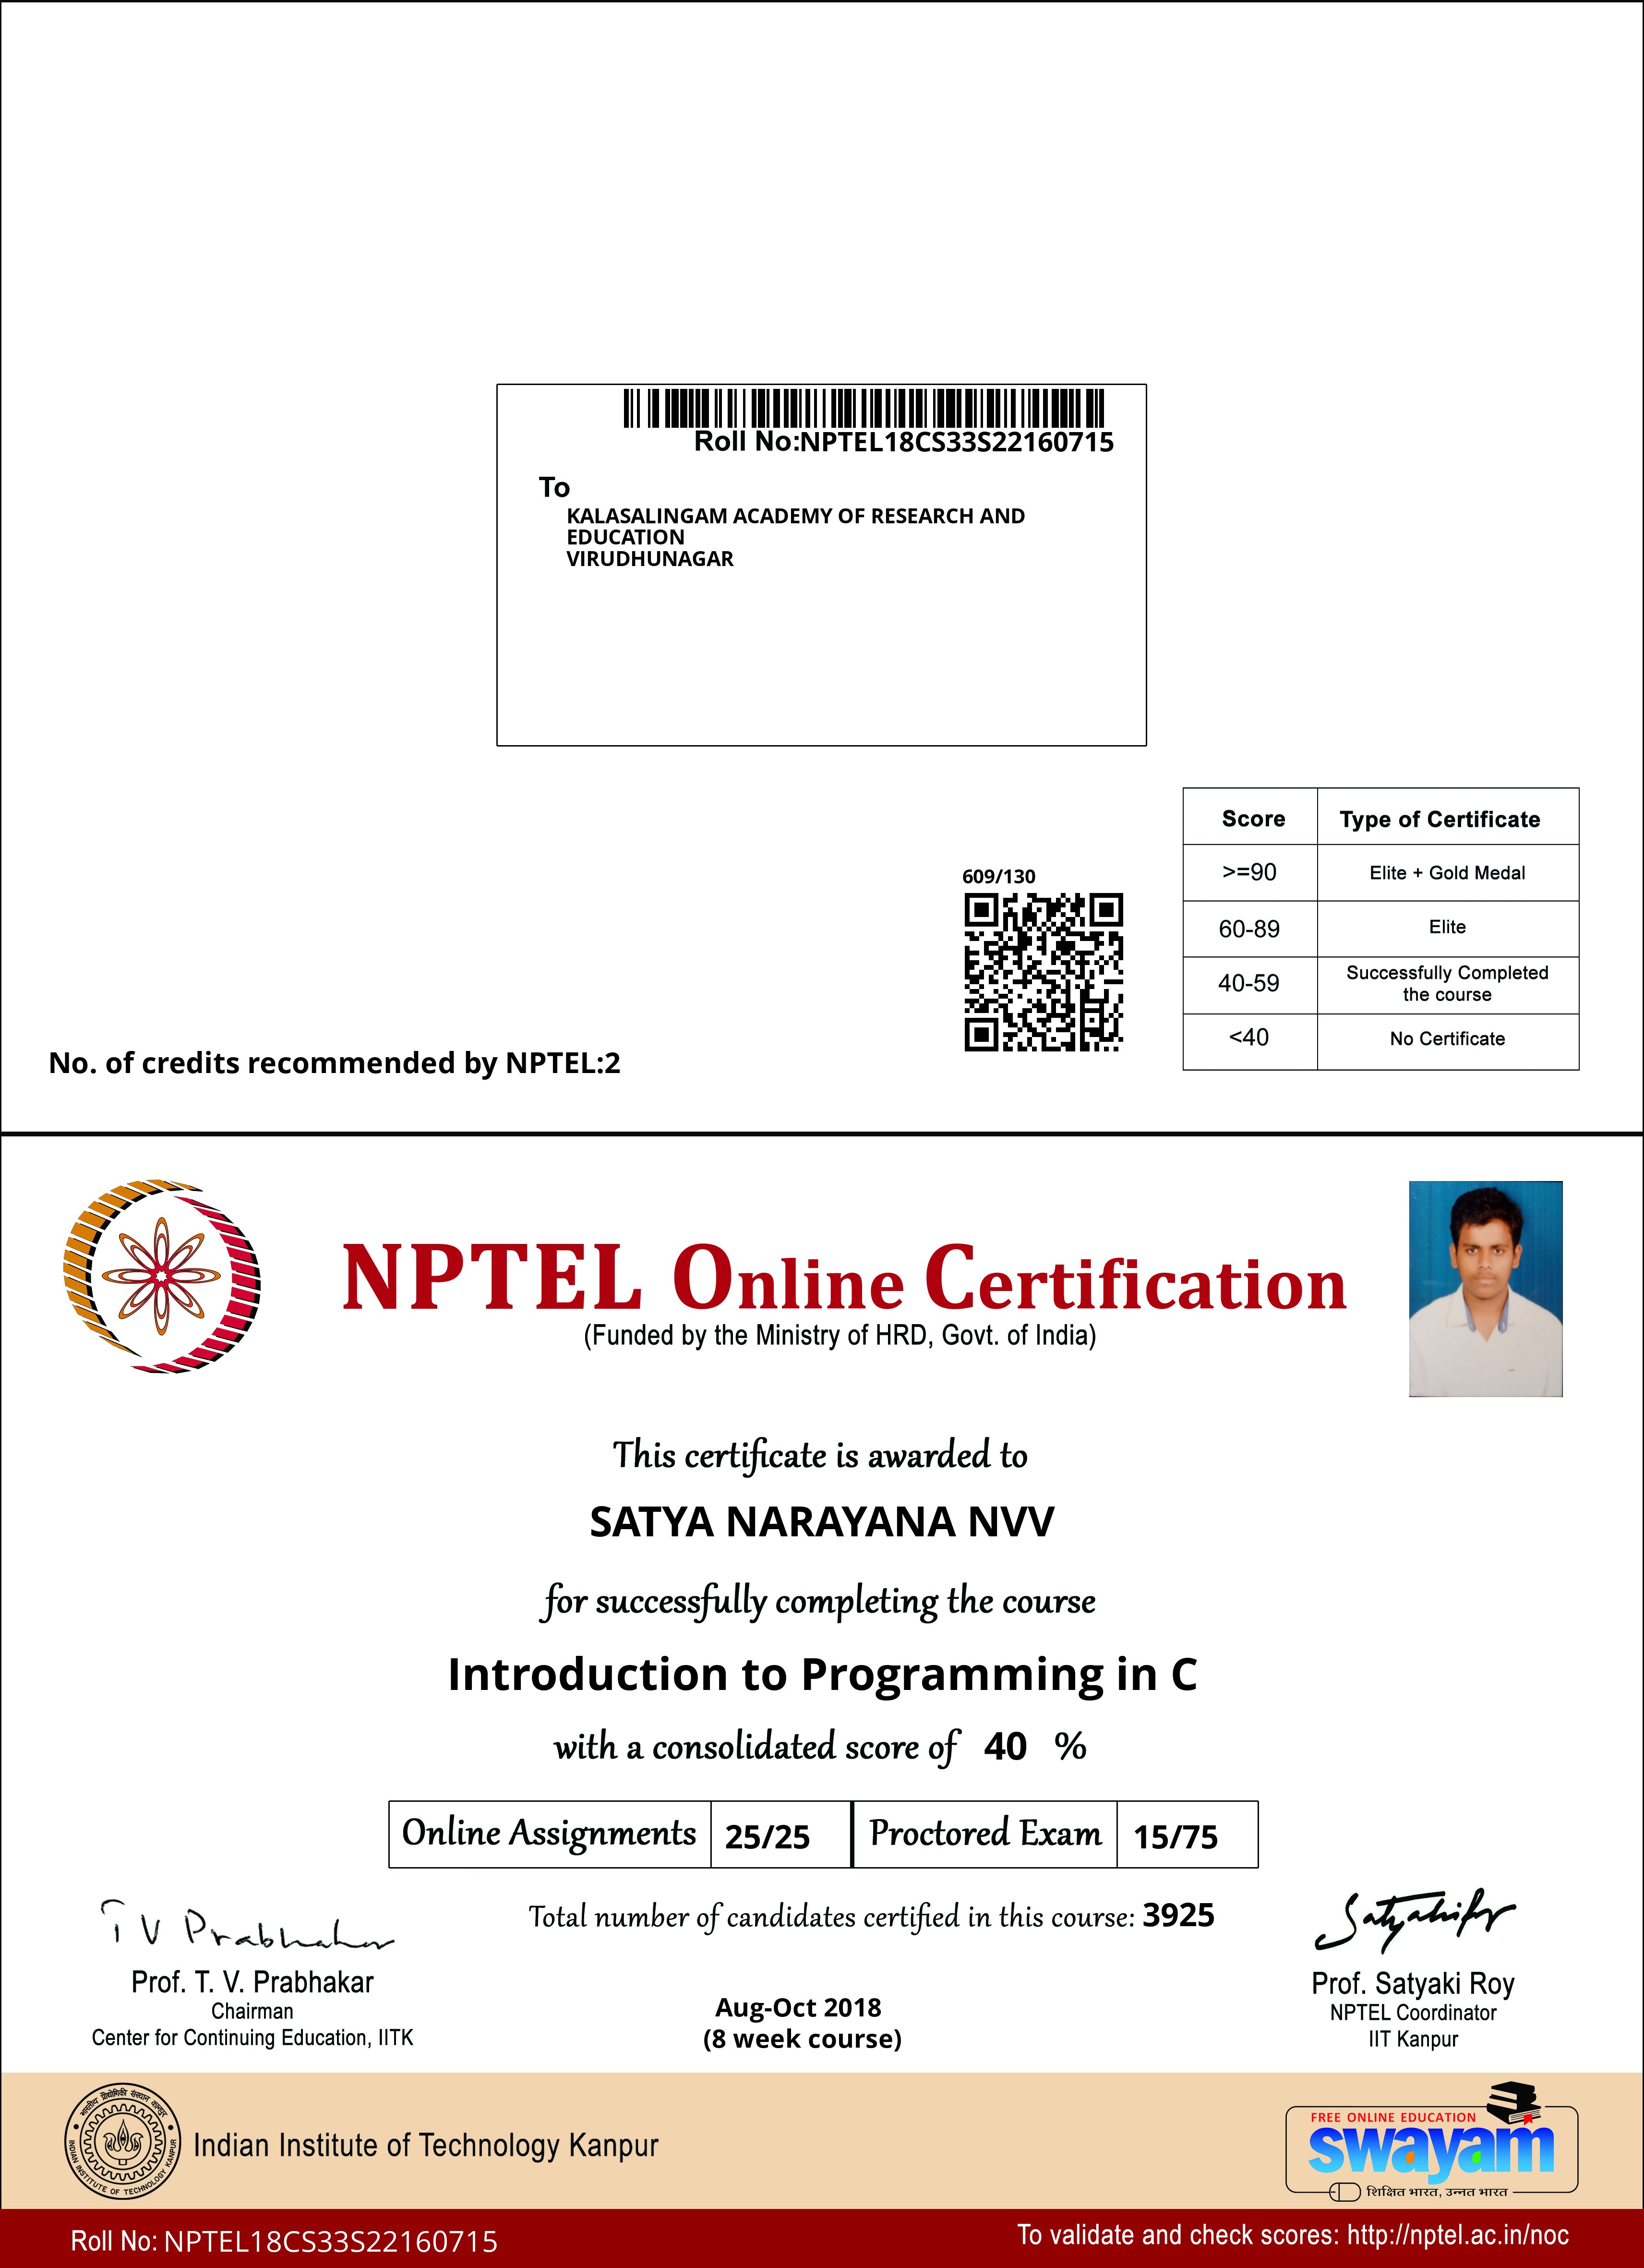 Roll No:NPTEL18CS33S22160715
To
KALASALINGAM ACADEMY OF RESEARCH AND
EDUCATION
VIRUDHUNAGAR
Score Type of Certificate
>=90 Elite + Gold Medal
60-89 Elite
40-59 Successfully Completed
the course
<40 No Certificate
609/130
No. of credits recommended by NPTEL:2
NPTEL Online Certification
(Funded by the Ministry of HRD, Govt. of India)
This certificate is awarded to
SATYA NARAYANA NVV
for successfully completing the course
Introduction to Programming in C
with a consolidated score of 40 %
Online Assignments 25/25 Proctored Exam 15/75
Total number of candidates certified in this course: 3925
T V Prabhakar
Prof. T. V. Prabhakar
Chairman
Center for Continuing Education, IITK
Aug-Oct 2018
(8 week course)
Prof. Satyaki Roy
NPTEL Coordinator
IIT Kanpur
भारतीय प्रौद्योगिकी संस्थान कानपुर
INDIAN INSTITUTE OF TECHNOLOGY KANPUR
Indian Institute of Technology Kanpur
FREE ONLINE EDUCATION
swayam
शिक्षित भारत, उन्नत भारत
Roll No: NPTEL18CS33S22160715
To validate and check scores: http://nptel.ac.in/noc